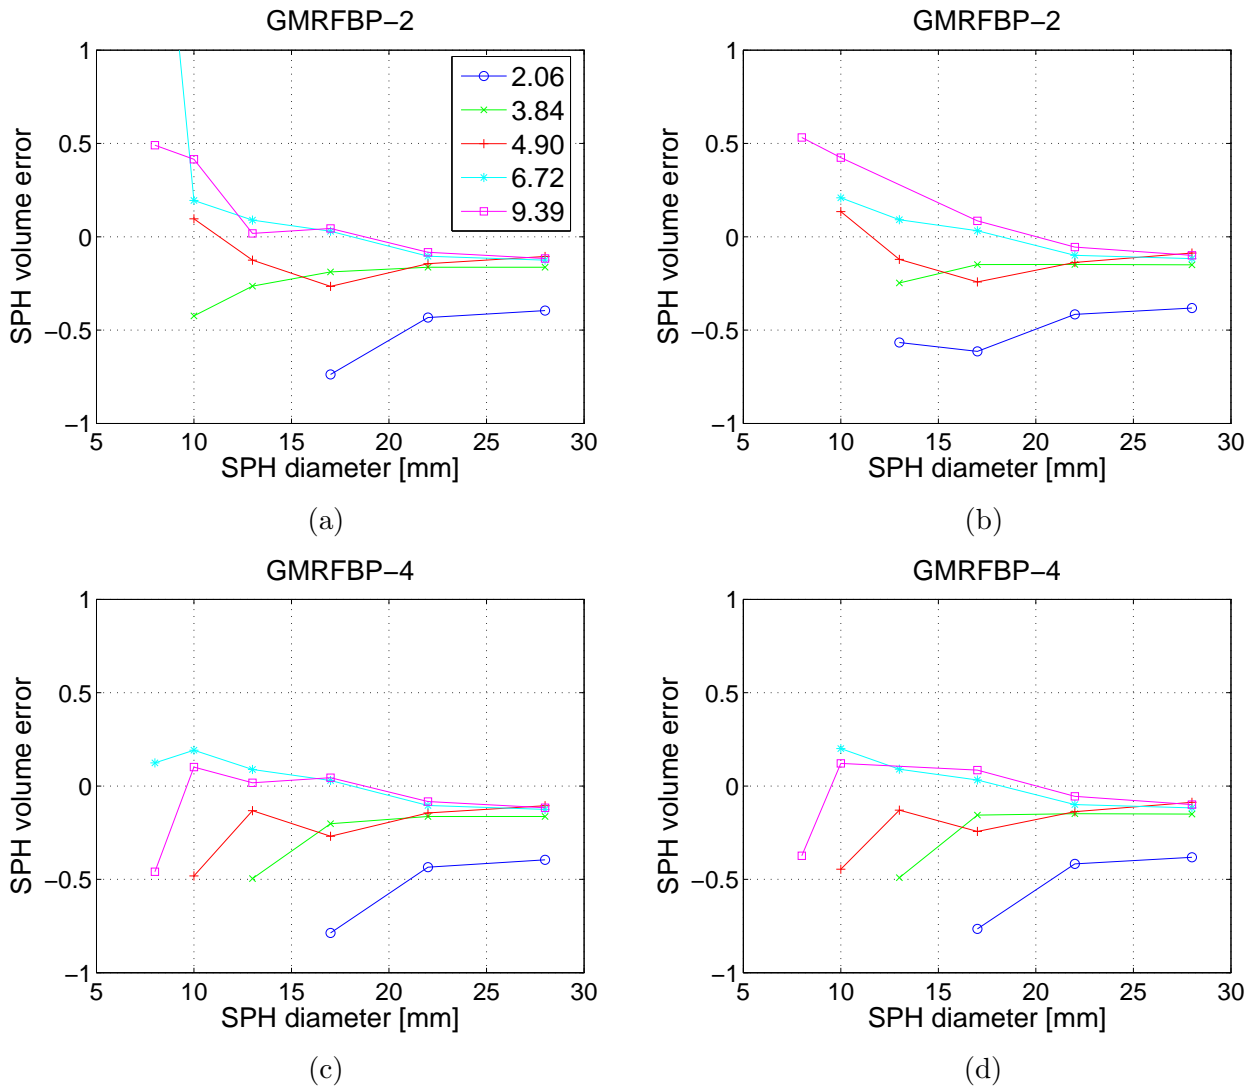 GMRFBP−2
1
0.5
0
−0.5
−1
5 10 15 20 25 30
SPH volume error
SPH diameter [mm]
2.06
3.84
4.90
6.72
9.39
(a)
GMRFBP−2
1
0.5
0
−0.5
−1
5 10 15 20 25 30
SPH volume error
SPH diameter [mm]
(b)
GMRFBP−4
1
0.5
0
−0.5
−1
5 10 15 20 25 30
SPH volume error
SPH diameter [mm]
(c)
GMRFBP−4
1
0.5
0
−0.5
−1
5 10 15 20 25 30
SPH volume error
SPH diameter [mm]
(d)